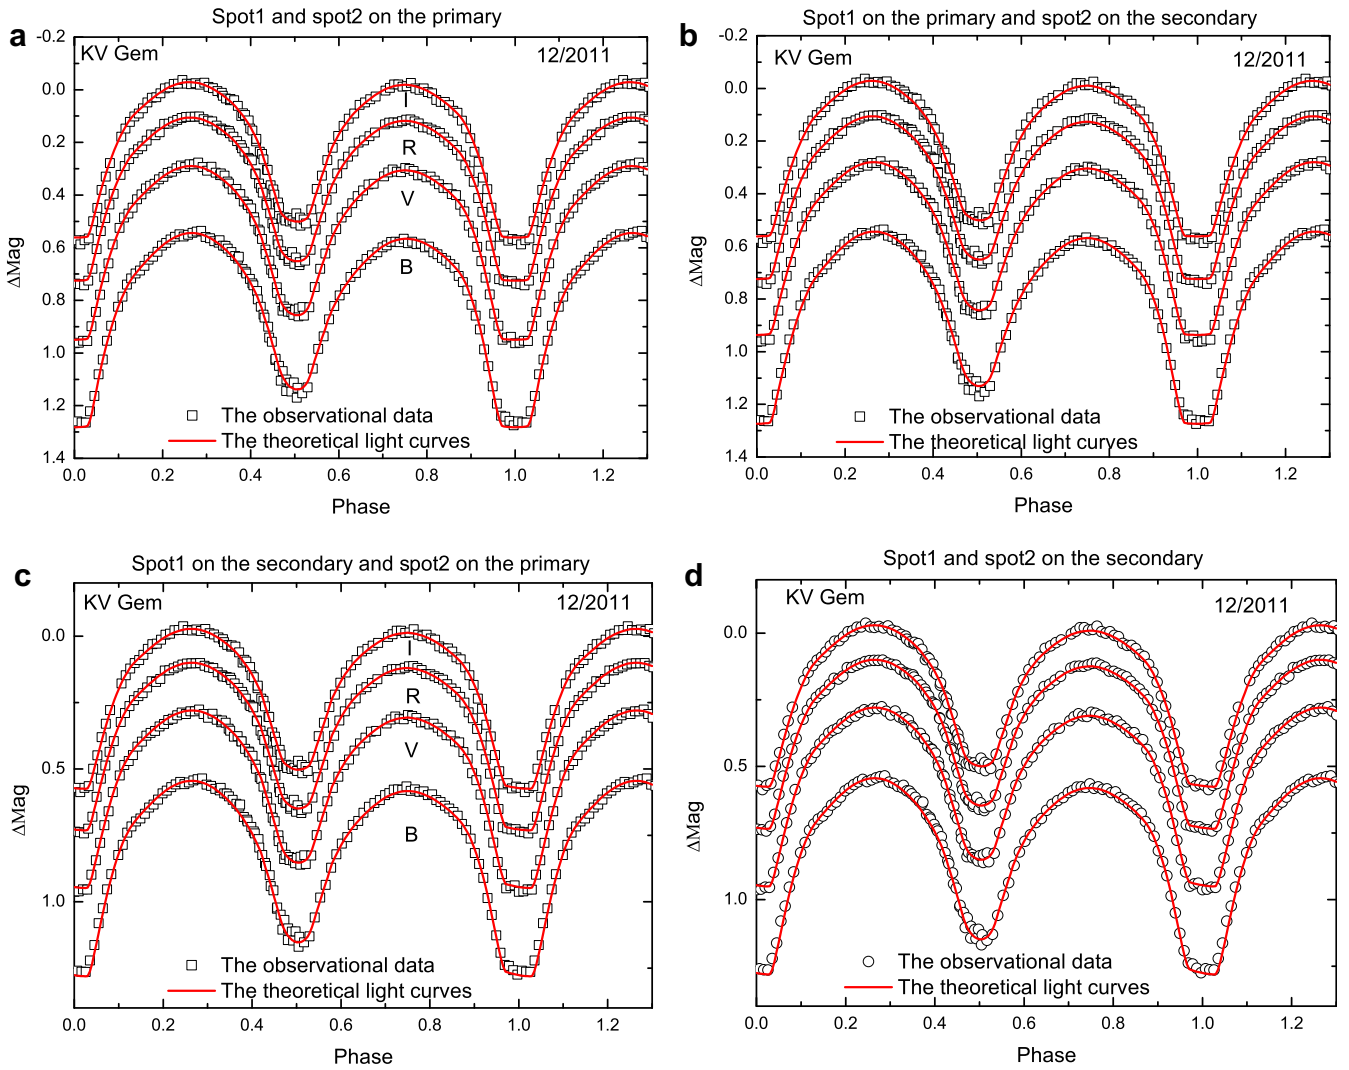 a
Spot1 and spot2 on the primary
KV Gem
12/2011
-0.2
0.0
0.2
0.4
0.6
0.8
1.0
1.2
1.4
ΔMag
I
R
V
B
The observational data
The theoretical light curves
0.0 0.2 0.4 0.6 0.8 1.0 1.2
Phase
b
Spot1 on the primary and spot2 on the secondary
KV Gem
12/2011
-0.2
0.0
0.2
0.4
0.6
0.8
1.0
1.2
1.4
ΔMag
The observational data
The theoretical light curves
0.0 0.2 0.4 0.6 0.8 1.0 1.2
Phase
c
Spot1 on the secondary and spot2 on the primary
KV Gem
12/2011
0.0
0.5
1.0
ΔMag
I
R
V
B
The observational data
The theoretical light curves
0.0 0.2 0.4 0.6 0.8 1.0 1.2
Phase
d
Spot1 and spot2 on the secondary
KV Gem
12/2011
0.0
0.5
1.0
ΔMag
The observational data
The theoretical light curves
0.0 0.2 0.4 0.6 0.8 1.0 1.2
Phase